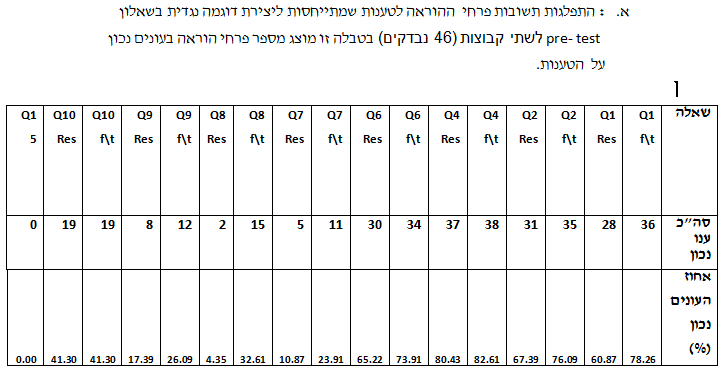 א. : התפלגות תשובות פרחי ההוראה לטענות שמתייחסות ליצירת דוגמה נגדית בשאלון
pre- test לשתי קבוצות (46 נבדקים) בטבלה זו מוצג מספר פרחי הוראה בעונים נכון
על הטענות.
שאלה Q1 f\t Q1 Res Q2 f\t Q2 Res Q4 f\t Q4 Res Q6 f\t Q6 Res Q7 f\t Q7 Res Q8 f\t Q8 Res Q9 f\t Q9 Res Q10 f\t Q10 Res Q1 5
סה״כ ענו נכון 36 28 35 31 38 37 34 30 11 5 15 2 12 8 19 19 0
אחוז העונים נכון (%) 78.26 60.87 76.09 67.39 82.61 80.43 73.91 65.22 23.91 10.87 32.61 4.35 26.09 17.39 41.30 41.30 0.00